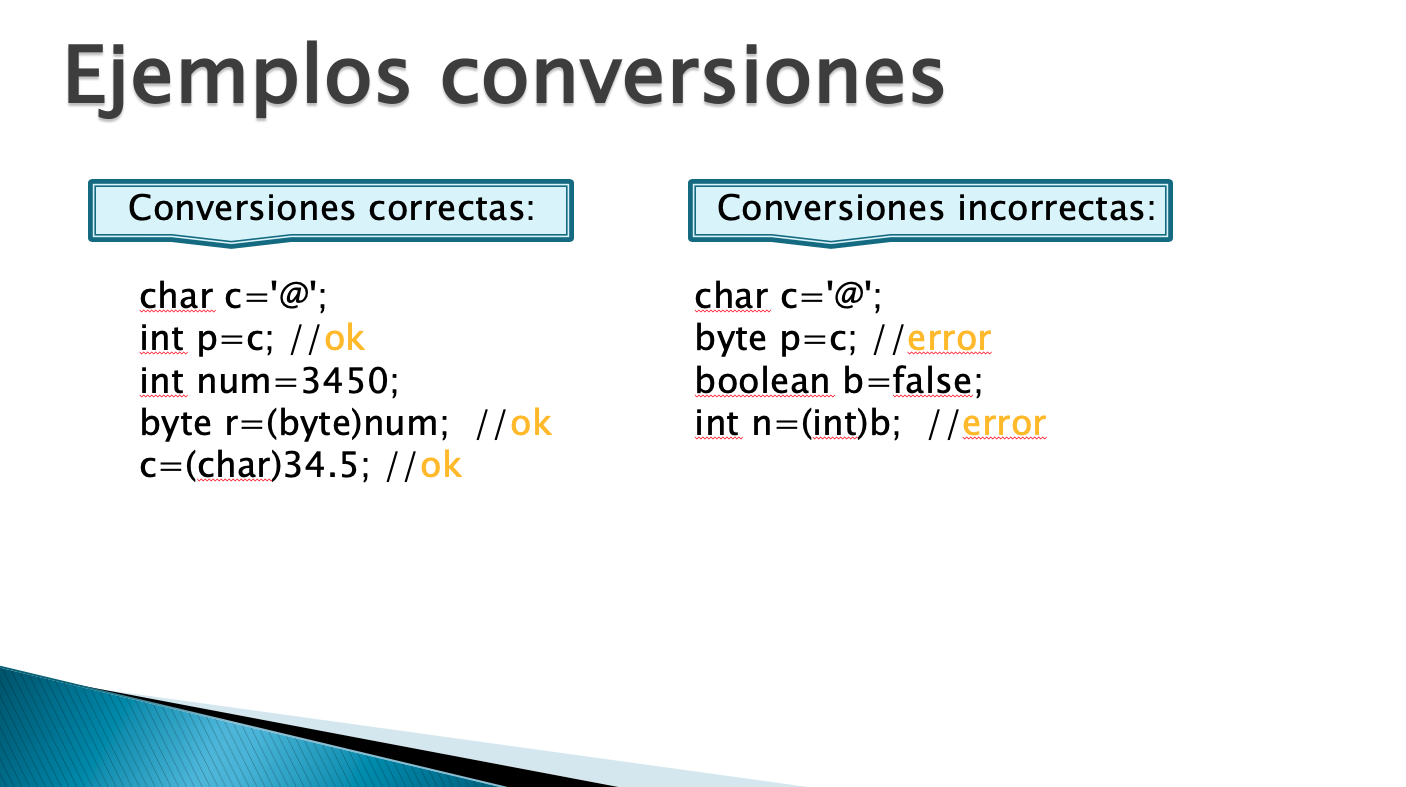 Ejemplos conversiones
Conversiones correctas:
char c='@';
int p=c; //ok
int num=3450;
byte r=(byte)num;  //ok
c=(char)34.5; //ok
Conversiones incorrectas:
char c='@';
byte p=c; //error
boolean b=false;
int n=(int)b;  //error